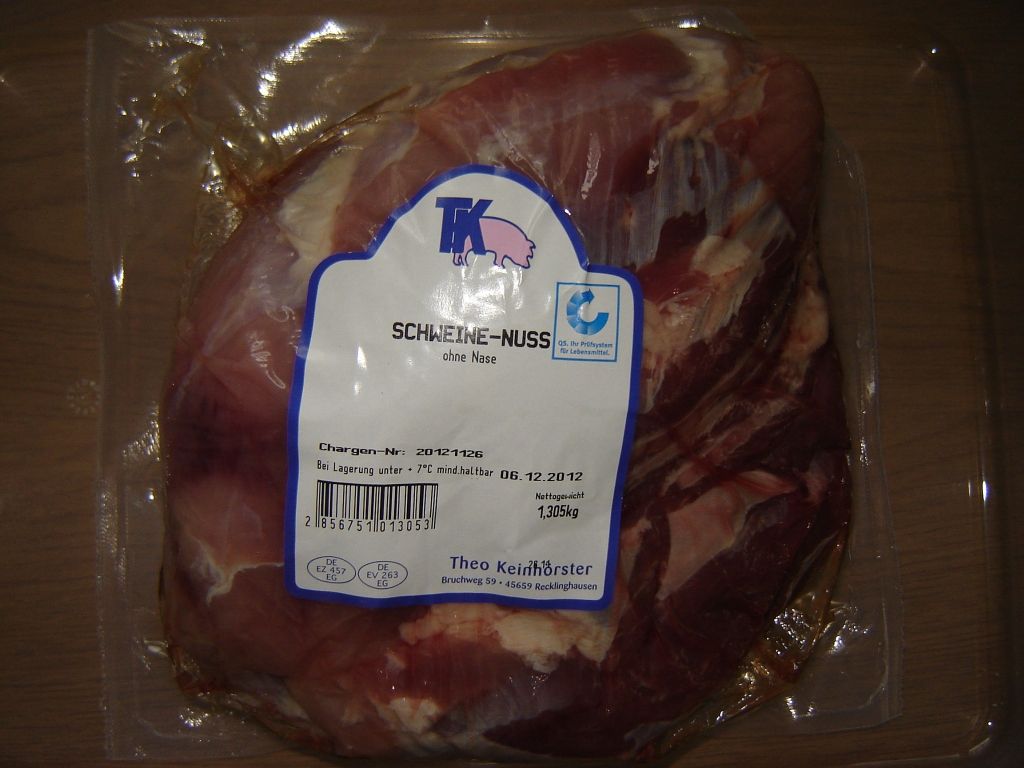 TK
SCHWEINE-NUSS
ohne Nase
QS. Ihr Prüfsystem
für Lebensmittel.
Chargen-Nr: 20121126
Bei Lagerung unter + 7°C mind.haltbar 06.12.2012
Nettogewicht
1,305kg
2 856751 013053
DE
EZ 457
EG
DE
EV 263
EG
Theo Keinhörster
Bruchweg 59 • 45659 Recklinghausen